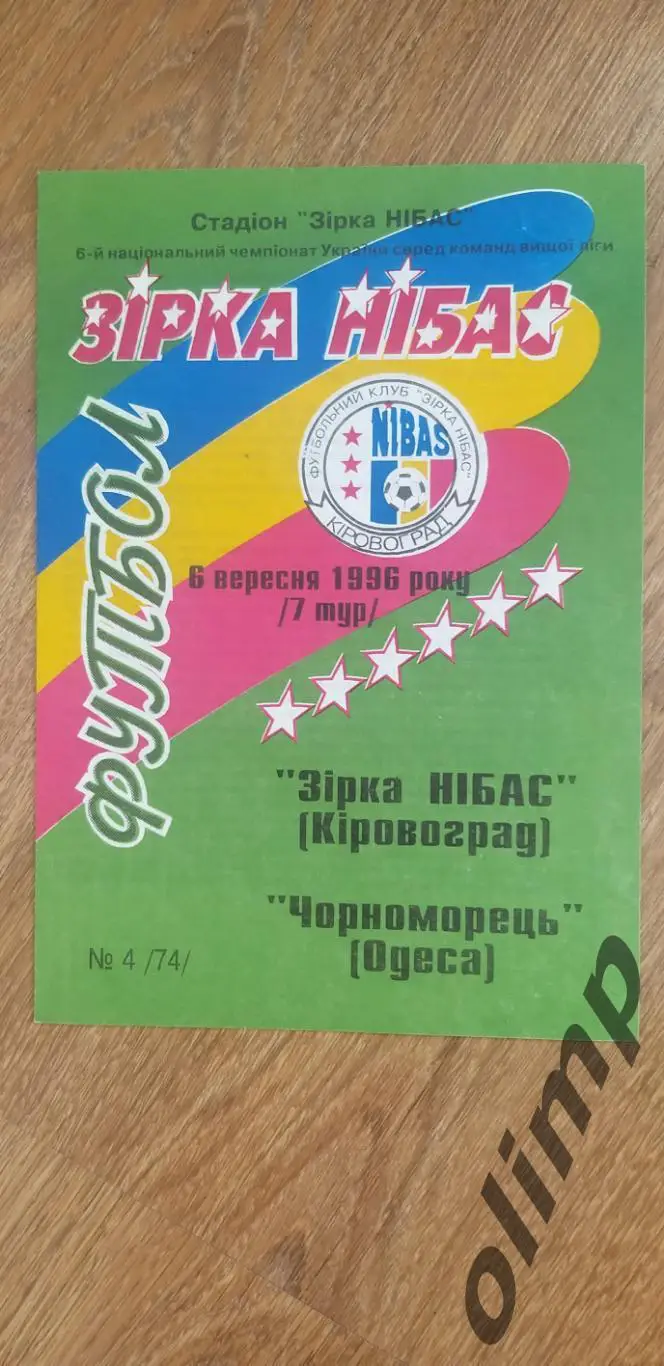 Стадіон "Зірка НІБАС"
6-й національний чемпіонат України серед команд вищої ліги
ЗІРКА НІБАС
ФУТБОЛ
ФУТБОЛЬНИЙ КЛУБ "ЗІРКА НІБАС"
NIBAS
КІРОВОГРАД
6 вересня 1996 року
/7 тур/
"Зірка НІБАС"
(Кіровоград)
"Чорноморець"
(Одеса)
№ 4 /74/
olimp